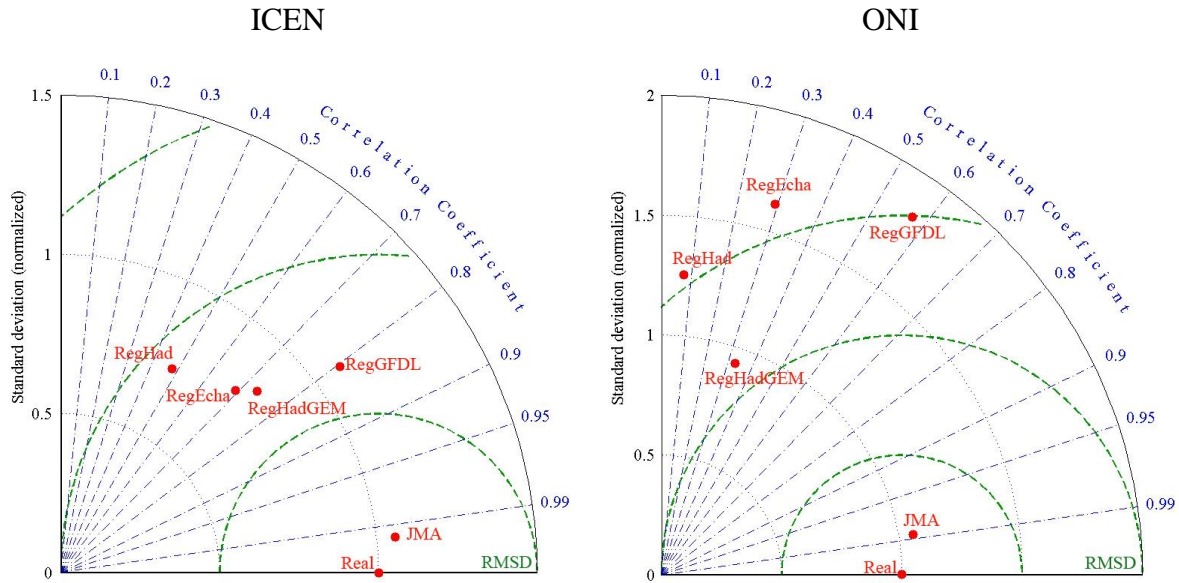 ICEN
ONI
0.1
0.2
0.3
0.4
0.5
0.6
0.7
0.8
0.9
0.95
0.99
Correlation Coefficient
1.5
1
0.5
0
Standard deviation (normalized)
RegHad
RegGFDL
RegEcha
RegHadGEM
JMA
Real
RMSD
0.1
0.2
0.3
0.4
0.5
0.6
0.7
0.8
0.9
0.95
0.99
Correlation Coefficient
2
1.5
1
0.5
0
Standard deviation (normalized)
RegEcha
RegGFDL
RegHad
RegHadGEM
JMA
Real
RMSD